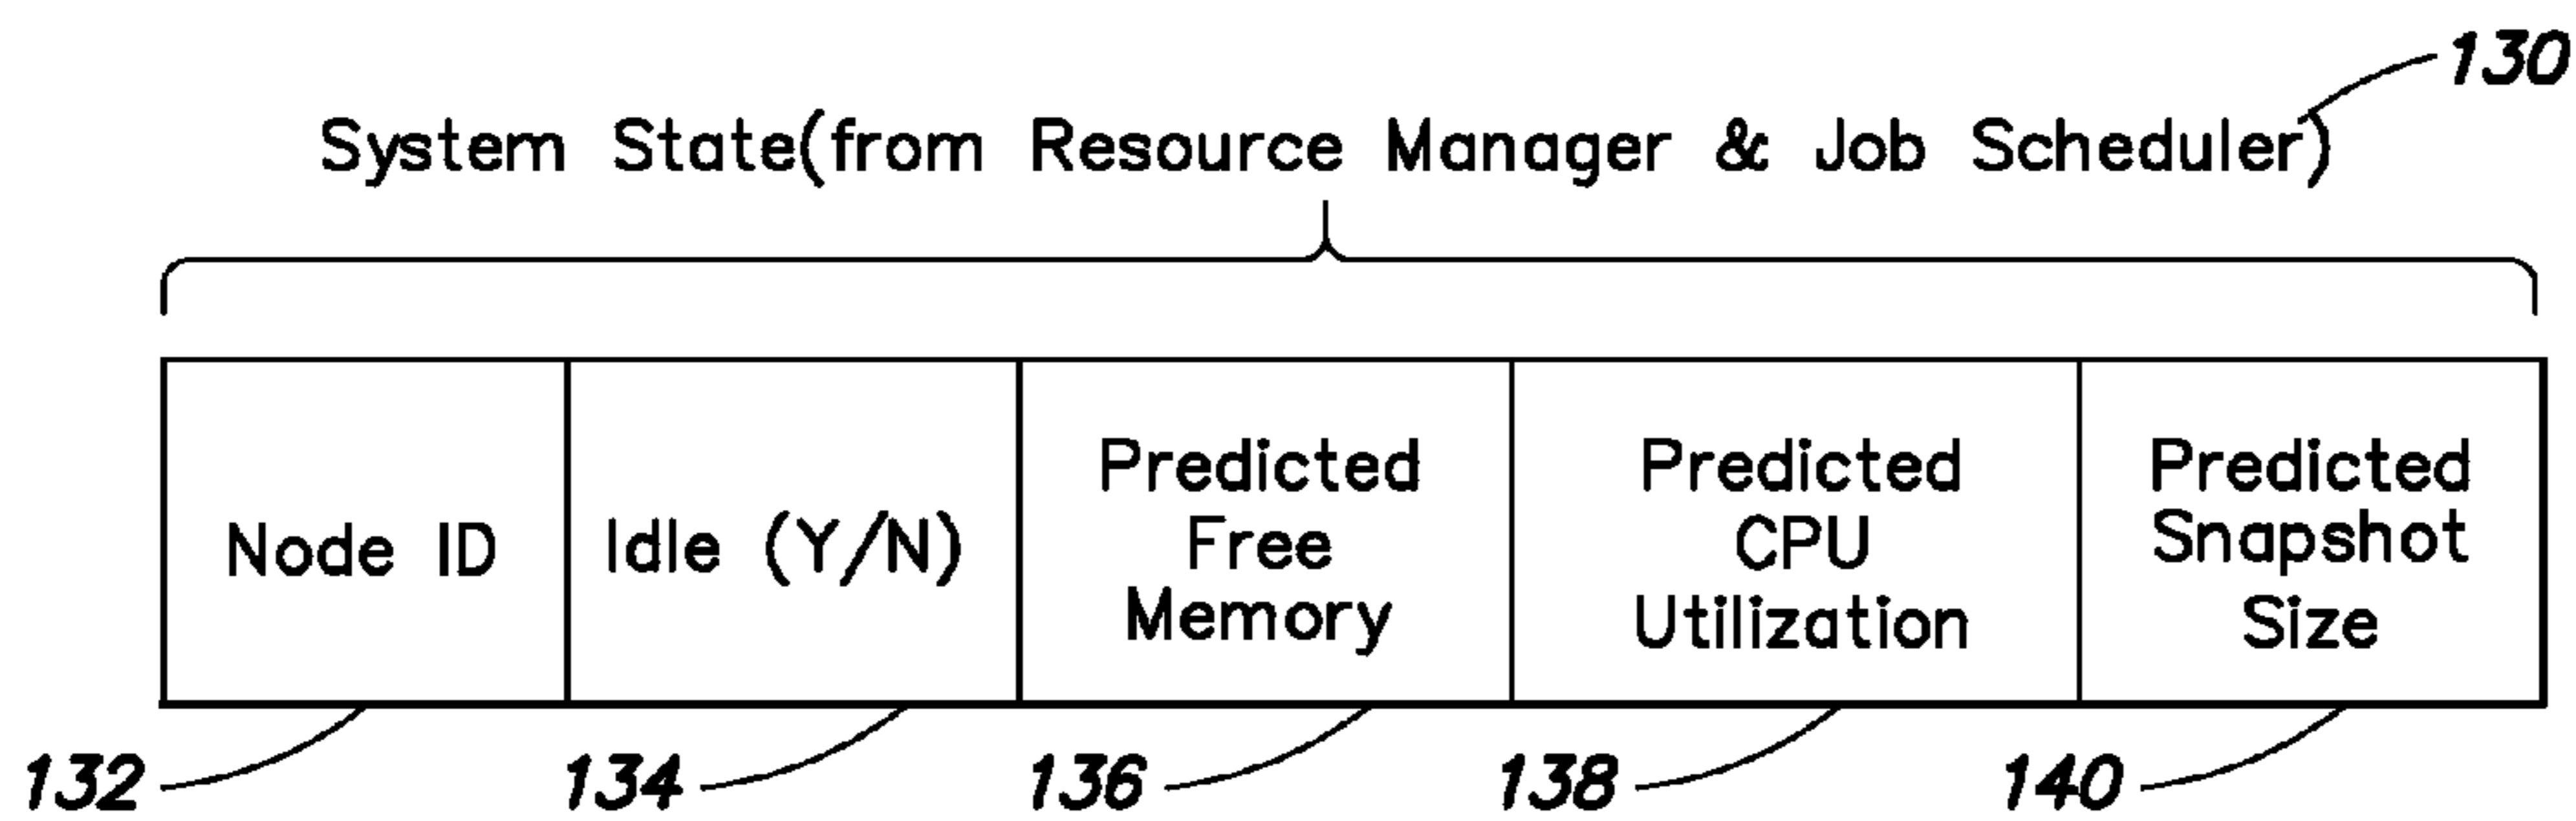 130
System State(from Resource Manager & Job Scheduler)
Node ID
Idle (Y/N)
Predicted
Free
Memory
Predicted
CPU
Utilization
Predicted
Snapshot
Size
132
134
136
138
140